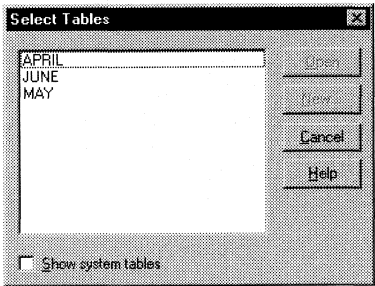 Select Tables
APRIL
JUNE
MAY
Open
New...
Cancel
Help
Show system tables